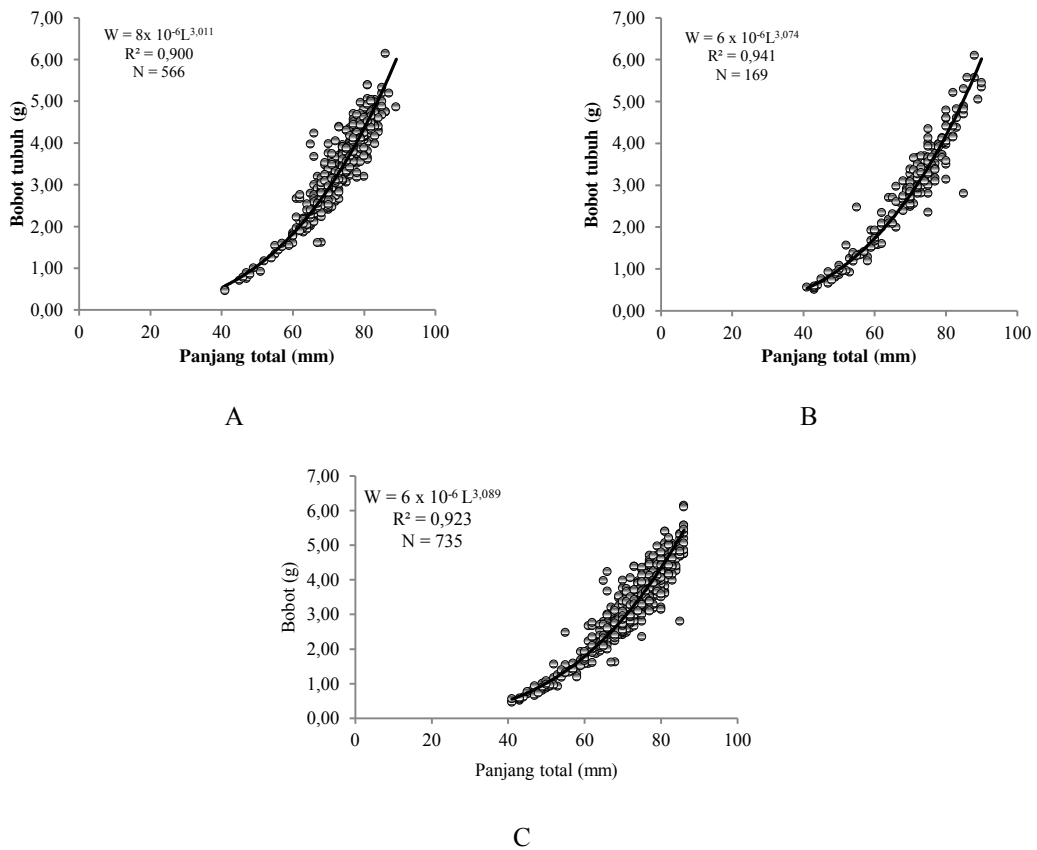 W = 8x 10⁻⁶L³,⁰¹¹
R² = 0,900
N = 566
7,00
6,00
5,00
4,00
3,00
2,00
1,00
0,00
Bobot tubuh (g)
0 20 40 60 80 100
Panjang total (mm)
A
W = 6 x 10⁻⁶L³,⁰⁷⁴
R² = 0,941
N = 169
7,00
6,00
5,00
4,00
3,00
2,00
1,00
0,00
Bobot tubuh (g)
0 20 40 60 80 100
Panjang total (mm)
B
W = 6 x 10⁻⁶ L³,⁰⁸⁹
R² = 0,923
N = 735
7,00
6,00
5,00
4,00
3,00
2,00
1,00
0,00
Bobot (g)
0 20 40 60 80 100
Panjang total (mm)
C